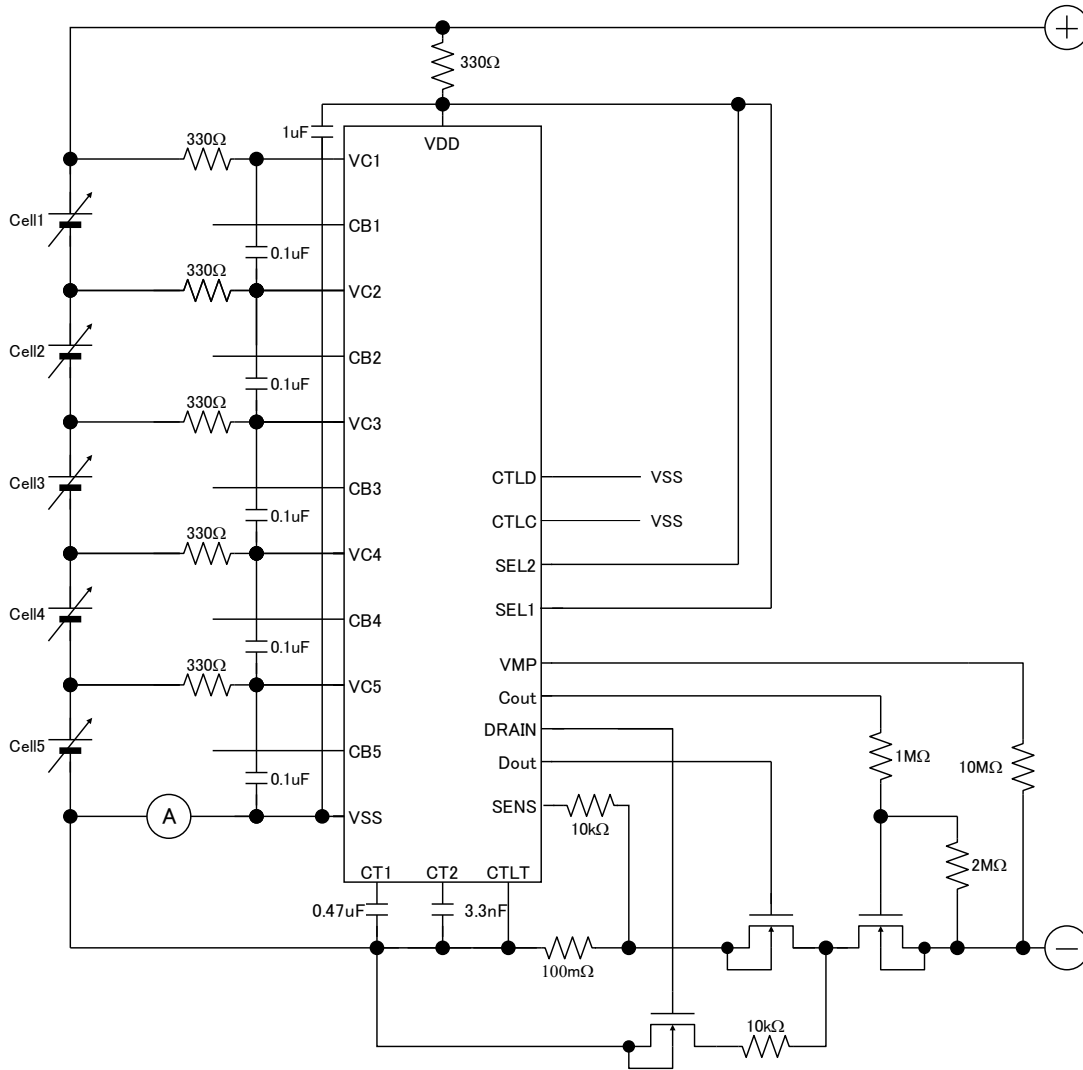 330Ω
1uF
VDD
330Ω
VC1
Cell1
CB1
0.1uF
330Ω
VC2
Cell2
CB2
0.1uF
330Ω
VC3
Cell3
CB3
0.1uF
330Ω
VC4
Cell4
CB4
0.1uF
330Ω
VC5
Cell5
CB5
0.1uF
A
VSS
CTLD
VSS
CTLC
VSS
SEL2
SEL1
VMP
Cout
DRAIN
Dout
SENS
1MΩ
10MΩ
10kΩ
2MΩ
CT1
CT2
CTLT
0.47uF
3.3nF
100mΩ
10kΩ
+
−